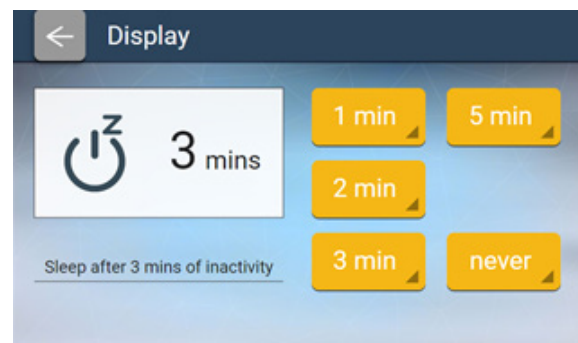 Display
3 mins
Sleep after 3 mins of inactivity
1 min
5 min
2 min
3 min
never